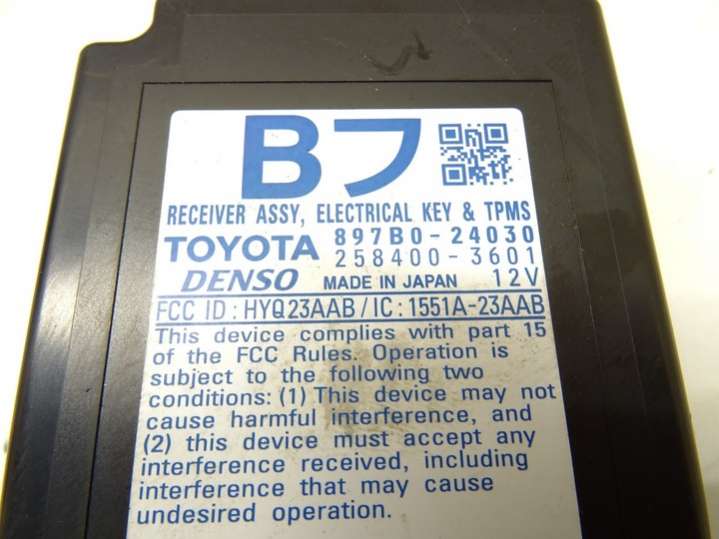 Bフ
RECEIVER ASSY, ELECTRICAL KEY & TPMS
TOYOTA 897B0-24030
258400-3601
DENSO MADE IN JAPAN 12V
FCC ID : HYQ23AAB / IC : 1551A-23AAB
This device complies with part 15
of the FCC Rules. Operation is
subject to the following two
conditions: (1) This device may not
cause harmful interference, and
(2) this device must accept any
interference received, including
interference that may cause
undesired operation.